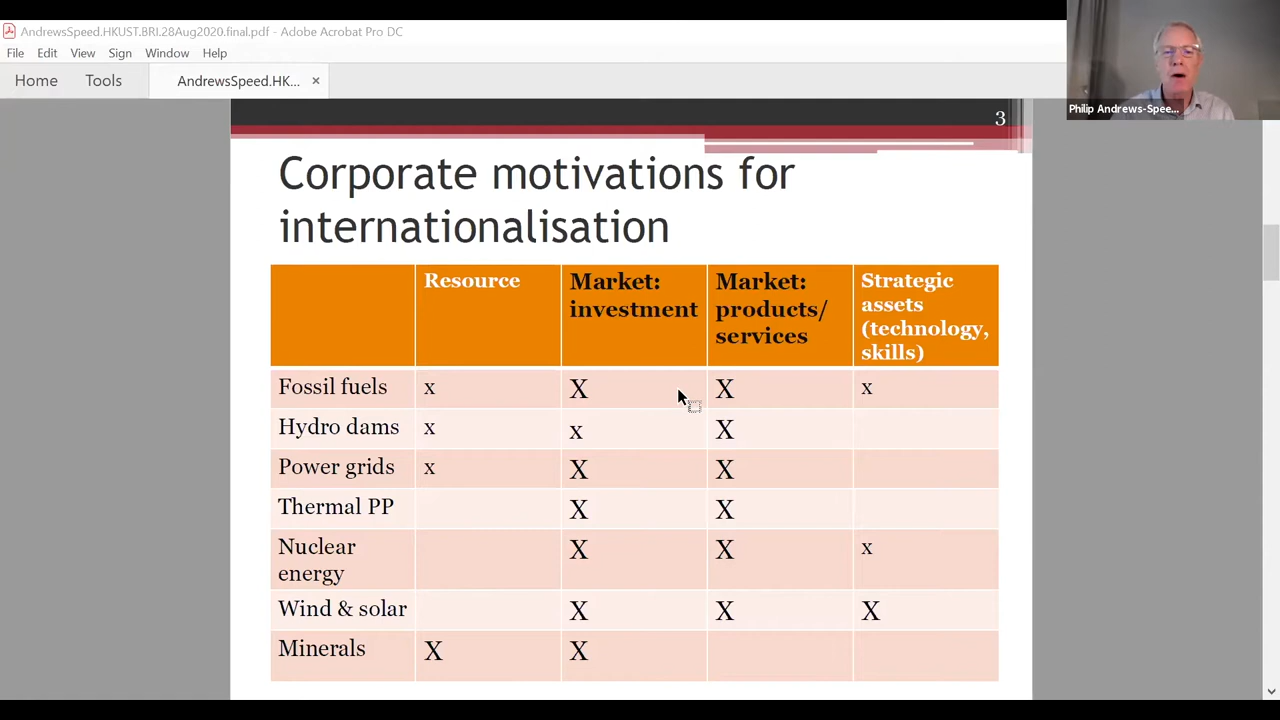 AndrewsSpeed.HKUST.BRI.28Aug2020.final.pdf - Adobe Acrobat Pro DC
File Edit View Sign Window Help
Home Tools AndrewsSpeed.HK... ×
Philip Andrews-Spee...
3
Corporate motivations for
internationalisation
Resource
Market:
investment
Market:
products/
services
Strategic
assets
(technology,
skills)
Fossil fuels x X X x
Hydro dams x x X
Power grids x X X
Thermal PP X X
Nuclear
energy X X x
Wind & solar X X X
Minerals X X